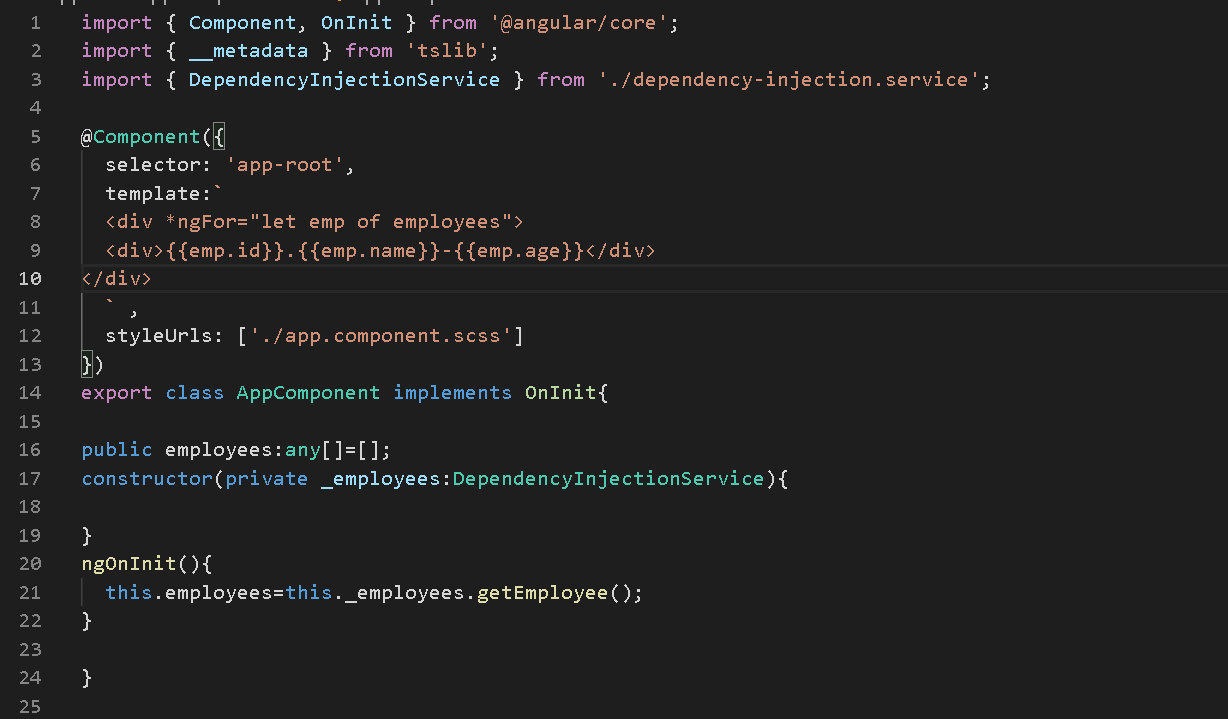 1 import { Component, OnInit } from '@angular/core';
2 import { __metadata } from 'tslib';
3 import { DependencyInjectionService } from './dependency-injection.service';
4
5 @Component({
6   selector: 'app-root',
7   template:`
8   <div *ngFor="let emp of employees">
9   <div>{{emp.id}}.{{emp.name}}-{{emp.age}}</div>
10 </div>
11   ` ,
12   styleUrls: ['./app.component.scss']
13 })
14 export class AppComponent implements OnInit{
15
16 public employees:any[]=[];
17 constructor(private _employees:DependencyInjectionService){
18
19 }
20 ngOnInit(){
21   this.employees=this._employees.getEmployee();
22 }
23
24 }
25